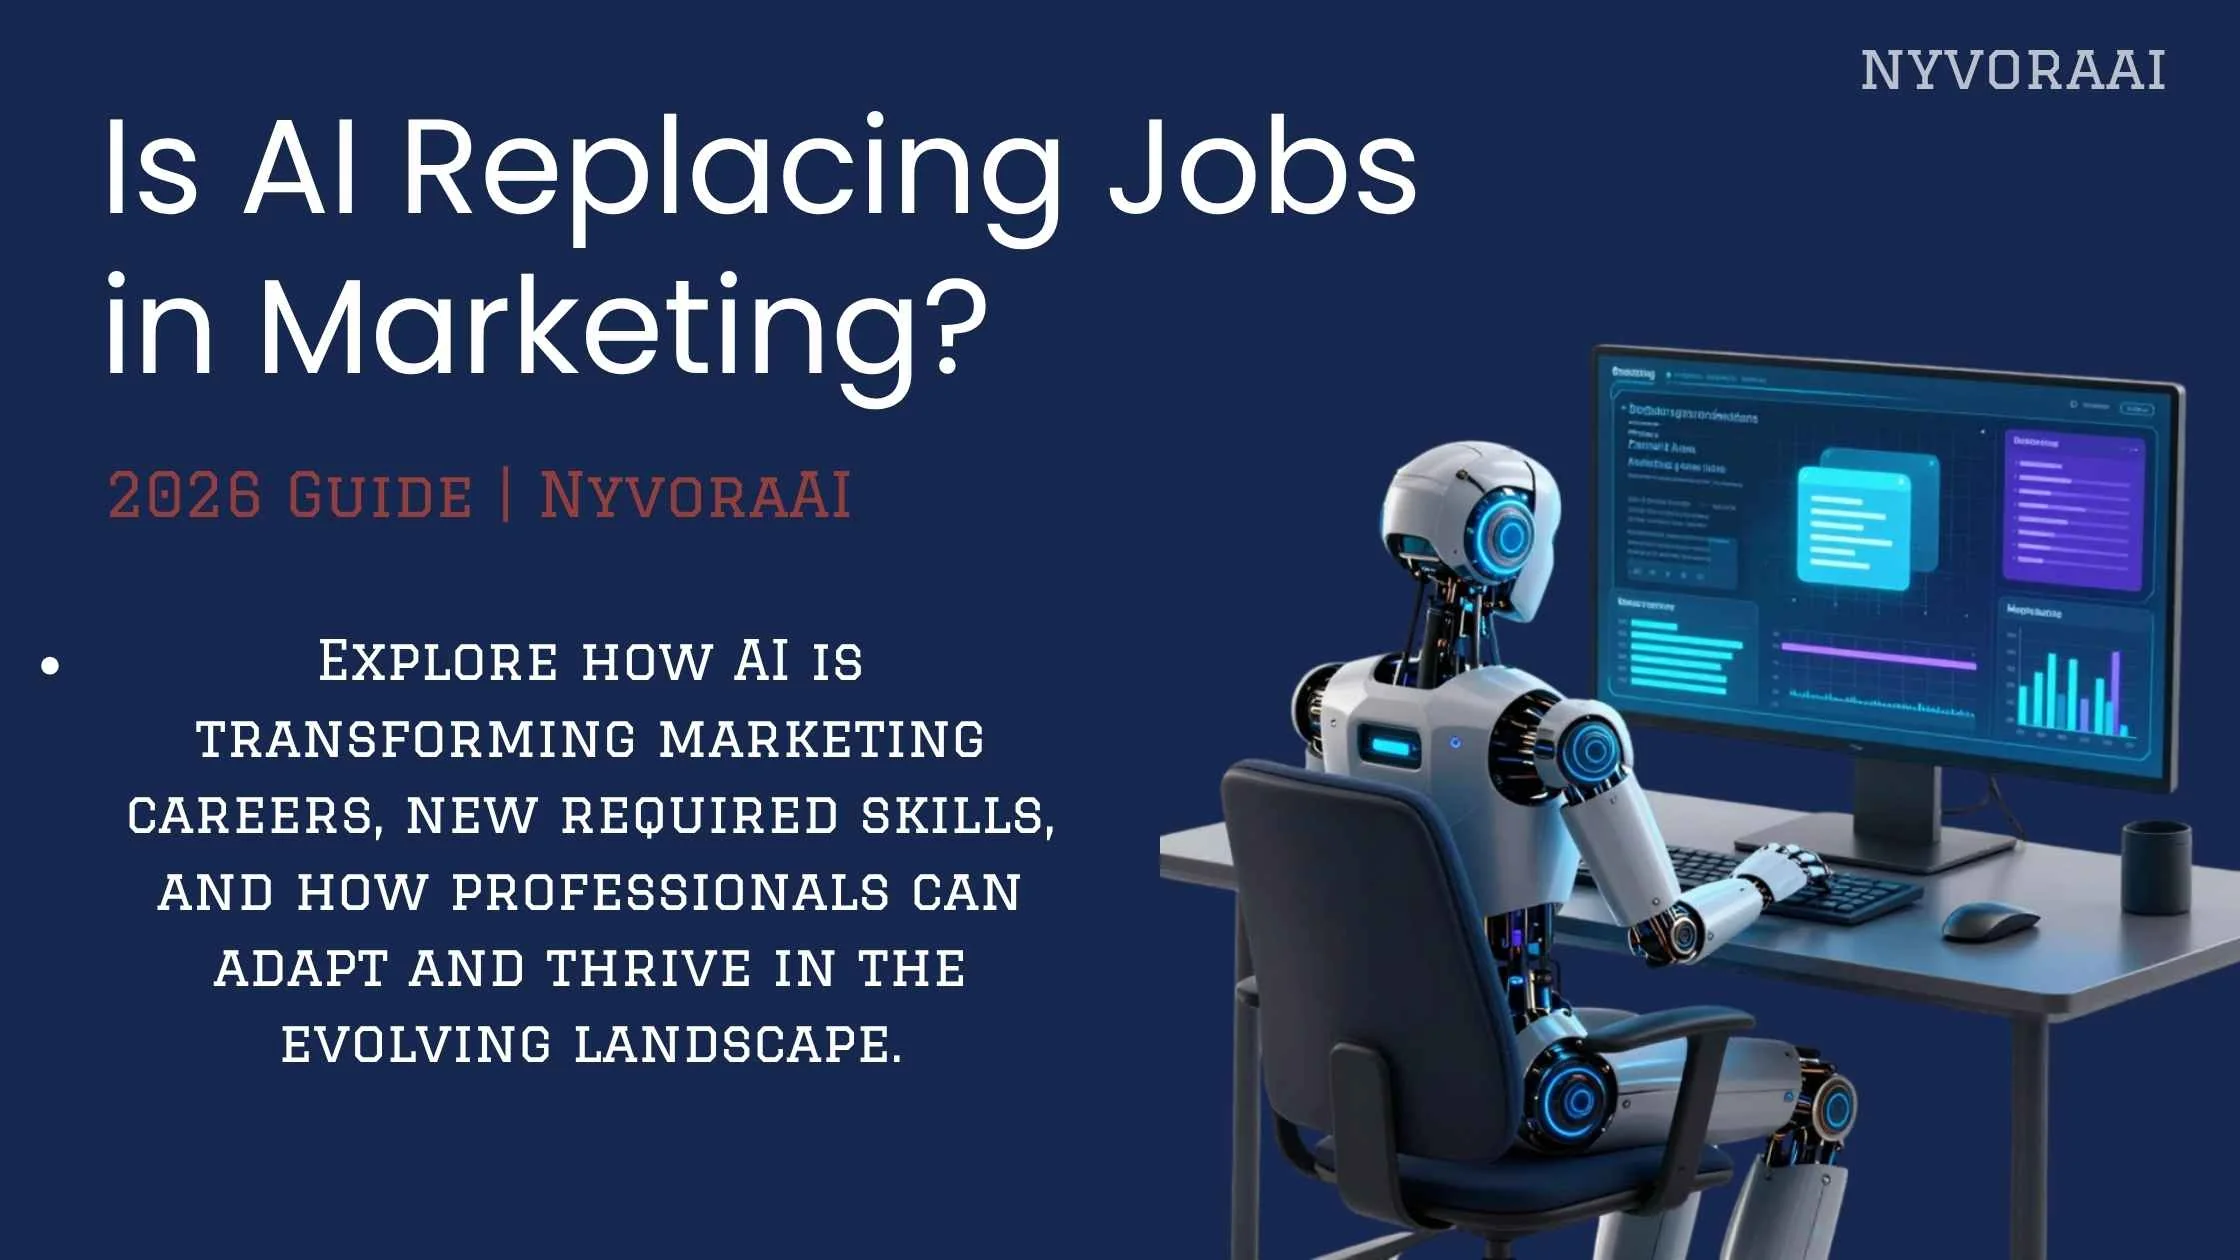 NYVORAAI
Is AI Replacing Jobs
in Marketing?
2026 Guide | NyvoraAI
• Explore how AI is
transforming marketing
careers, new required skills,
and how professionals can
adapt and thrive in the
evolving landscape.